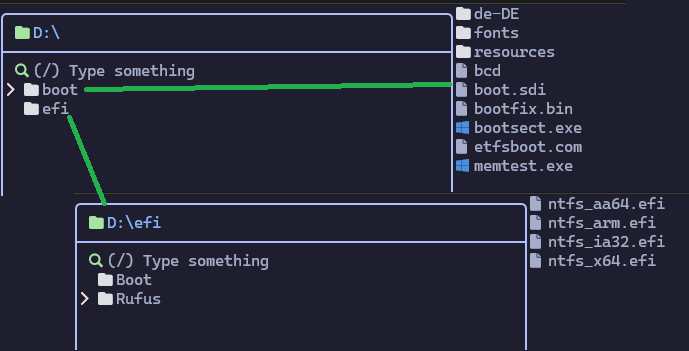 D:\
(/) Type something
boot
efi
de-DE
fonts
resources
bcd
boot.sdi
bootfix.bin
bootsect.exe
etfsboot.com
memtest.exe
D:\efi
(/) Type something
Boot
Rufus
ntfs_aa64.efi
ntfs_arm.efi
ntfs_ia32.efi
ntfs_x64.efi